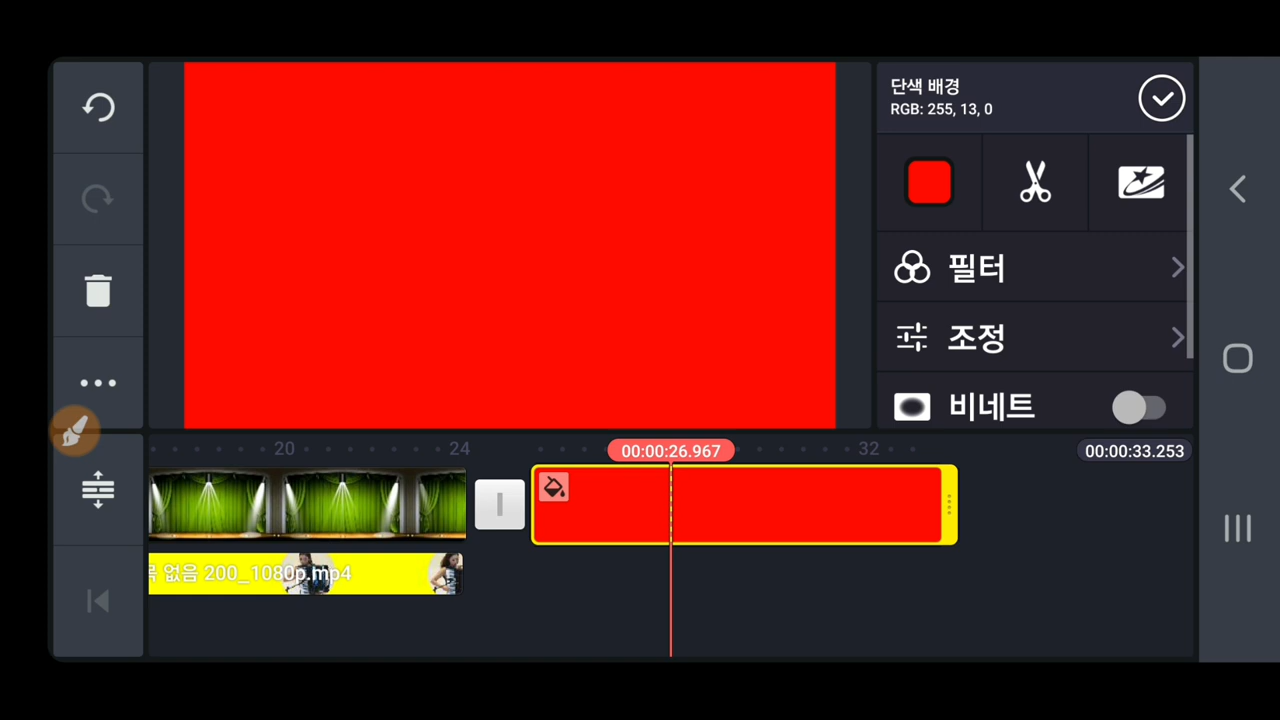 단색 배경
RGB: 255, 13, 0
필터
조정
비네트
20
24
00:00:26.967
32
00:00:33.253
없음 200_1080p.mp4